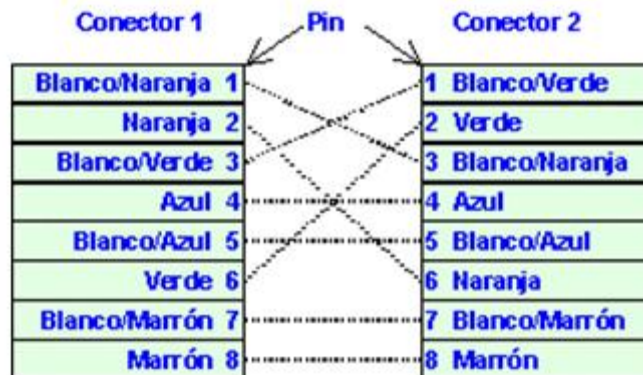 Conector 1 Pin Conector 2
Blanco/Naranja 1 1 Blanco/Verde
Naranja 2 2 Verde
Blanco/Verde 3 3 Blanco/Naranja
Azul 4 4 Azul
Blanco/Azul 5 5 Blanco/Azul
Verde 6 6 Naranja
Blanco/Marrón 7 7 Blanco/Marrón
Marrón 8 8 Marrón